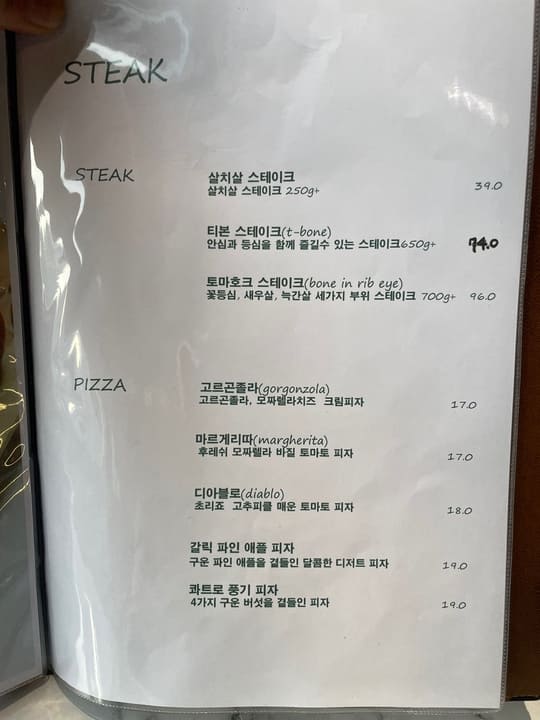 STEAK
STEAK
살치살 스테이크
살치살 스테이크 250g+
39.0
티본 스테이크(t-bone)
안심과 등심을 함께 즐길수 있는 스테이크650g+
74.0
토마호크 스테이크(bone in rib eye)
꽃등심, 새우살, 늑간살 세가지 부위 스테이크 700g+ 96.0
PIZZA
고르곤졸라(gorgonzola)
고르곤졸라, 모짜렐라치즈 크림피자
17.0
마르게리따(margherita)
후레쉬 모짜렐라 바질 토마토 피자
17.0
디아블로(diablo)
초리죠 고추피클 매운 토마토 피자
18.0
갈릭 파인 애플 피자
구운 파인 애플을 곁들인 달콤한 디저트 피자
19.0
콰트로 풍기 피자
4가지 구운 버섯을 곁들인 피자
19.0